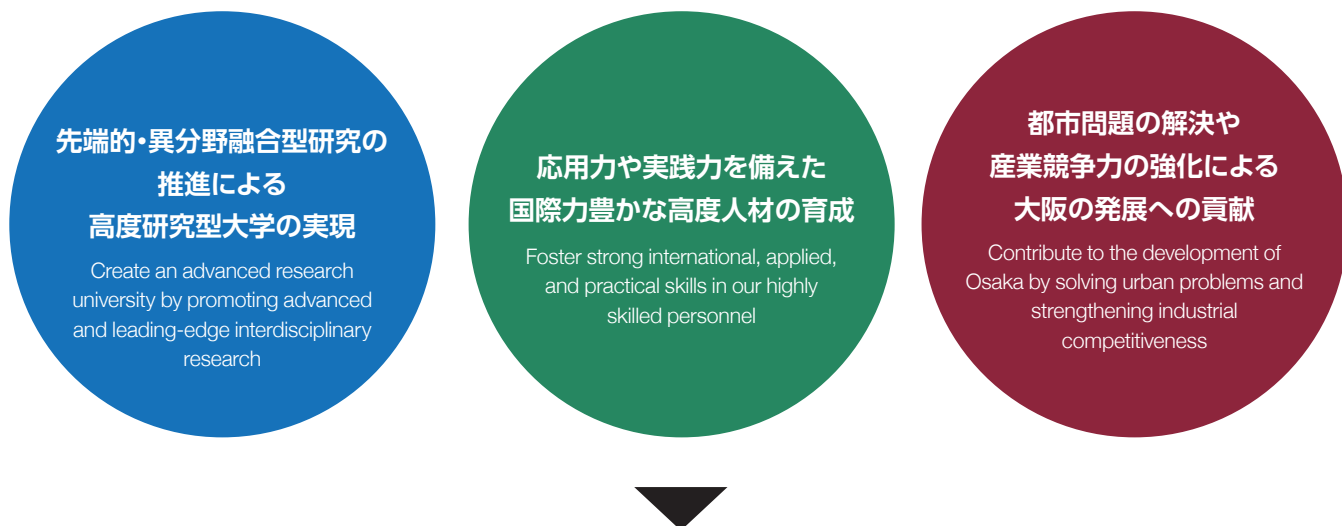 先端的・異分野融合型研究の
推進による
高度研究型大学の実現
Create an advanced research
university by promoting advanced
and leading-edge interdisciplinary
research
応用力や実践力を備えた
国際力豊かな高度人材の育成
Foster strong international, applied,
and practical skills in our highly
skilled personnel
都市問題の解決や
産業競争力の強化による
大阪の発展への貢献
Contribute to the development of
Osaka by solving urban problems and
strengthening industrial
competitiveness